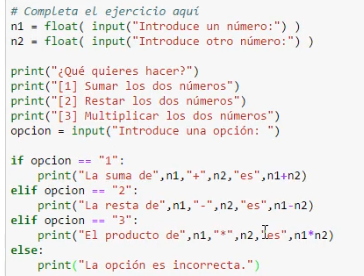 # Completa el ejercicio aquí
n1 = float( input("Introduce un número:") )
n2 = float( input("Introduce otro número:") )
print("¿Qué quieres hacer?")
print("[1] Sumar los dos números")
print("[2] Restar los dos números")
print("[3] Multiplicar los dos números")
opcion = input("Introduce una opción: ")
if opcion == "1":
    print("La suma de",n1,"+",n2,"es",n1+n2)
elif opcion == "2":
    print("La resta de",n1,"-",n2,"es",n1-n2)
elif opcion == "3":
    print("El producto de",n1,"*",n2,"es",n1*n2)
else:
    print("La opción es incorrecta.")